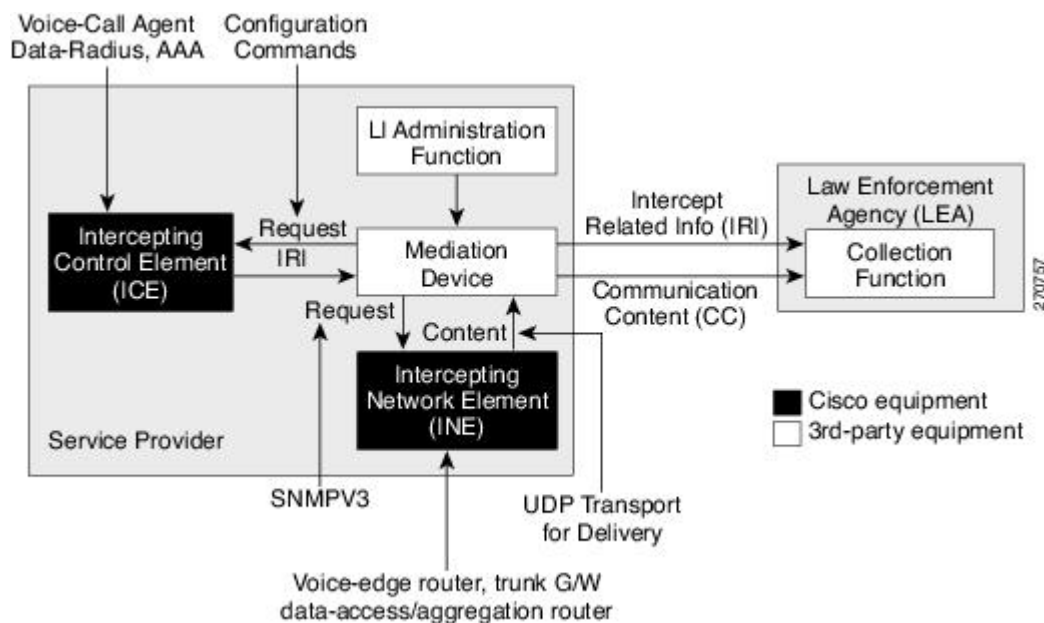 Voice-Call Agent
Data-Radius, AAA
Configuration
Commands
LI Administration
Function
Law Enforcement
Agency (LEA)
Intercept
Related Info (IRI)
Request
IRI
Intercepting
Control Element
(ICE)
Mediation
Device
Collection
Function
Communication
Content (CC)
Request
Content
Intercepting
Network Element
(INE)
Service Provider
Cisco equipment
3rd-party equipment
SNMPV3
UDP Transport
for Delivery
Voice-edge router, trunk G/W
data-access/aggregation router
270757